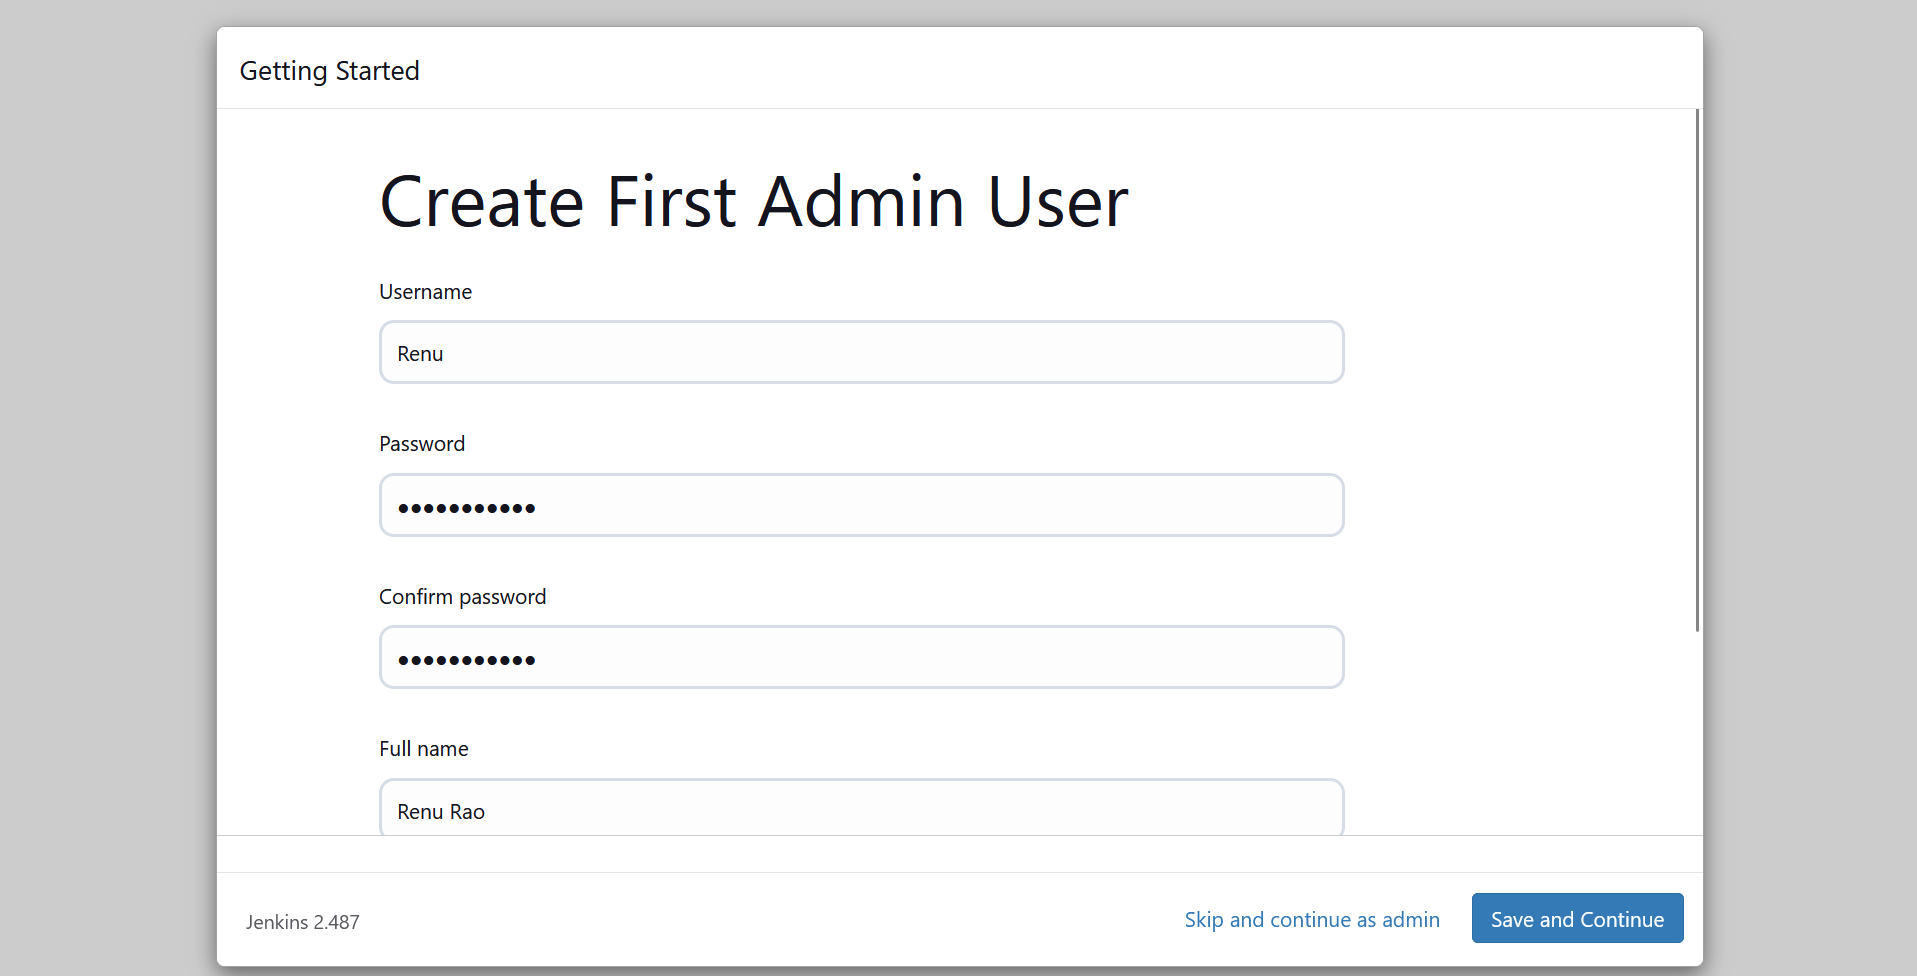 Getting Started
Create First Admin User
Username
Renu
Password
•••••••••••
Confirm password
•••••••••••
Full name
Renu Rao
Jenkins 2.487
Skip and continue as admin
Save and Continue